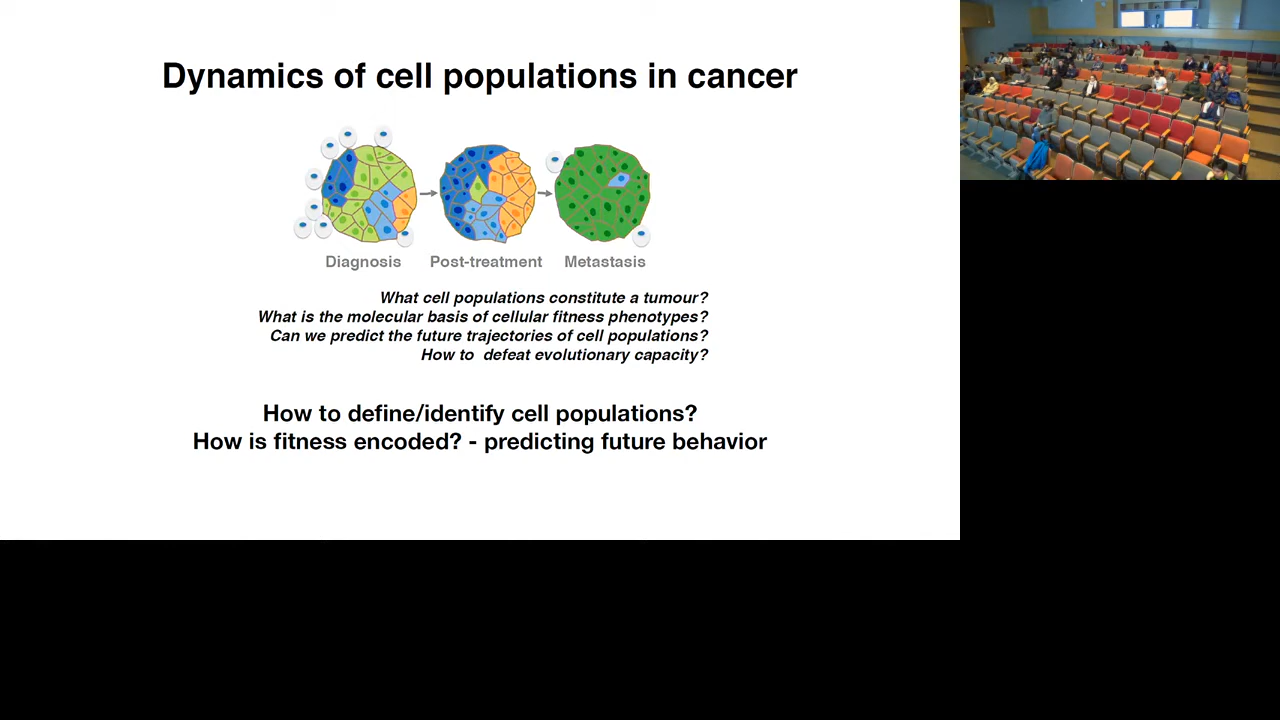 Dynamics of cell populations in cancer
Diagnosis
Post-treatment
Metastasis
What cell populations constitute a tumour?
What is the molecular basis of cellular fitness phenotypes?
Can we predict the future trajectories of cell populations?
How to defeat evolutionary capacity?
How to define/identify cell populations?
How is fitness encoded? - predicting future behavior